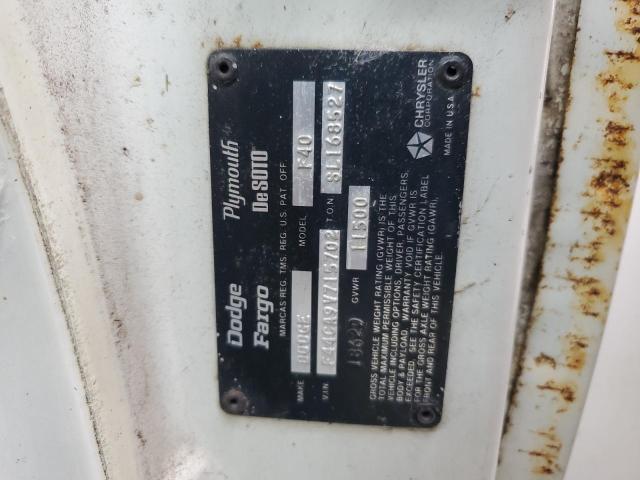 Dodge Plymouth
Fargo DeSoto
MARCAS REG. TMS. REG. U.S. PAT. OFF.
MAKE DODGE MODEL F40
VIN T.O.N. SL168527
18620 GVWR 11500
GROSS VEHICLE WEIGHT RATING (GVWR) IS THE
TOTAL MAXIMUM PERMISSIBLE WEIGHT OF THIS
VEHICLE INCLUDING OPTIONS, DRIVER, PASSENGERS,
BODY & PAYLOAD. WARRANTY VOID IF GVWR IS
EXCEEDED. SEE THE SAFETY CERTIFICATION LABEL
FOR THE GROSS AXLE WEIGHT RATING (GAWR),
FRONT AND REAR OF THIS VEHICLE.
CHRYSLER
CORPORATION
MADE IN U.S.A.